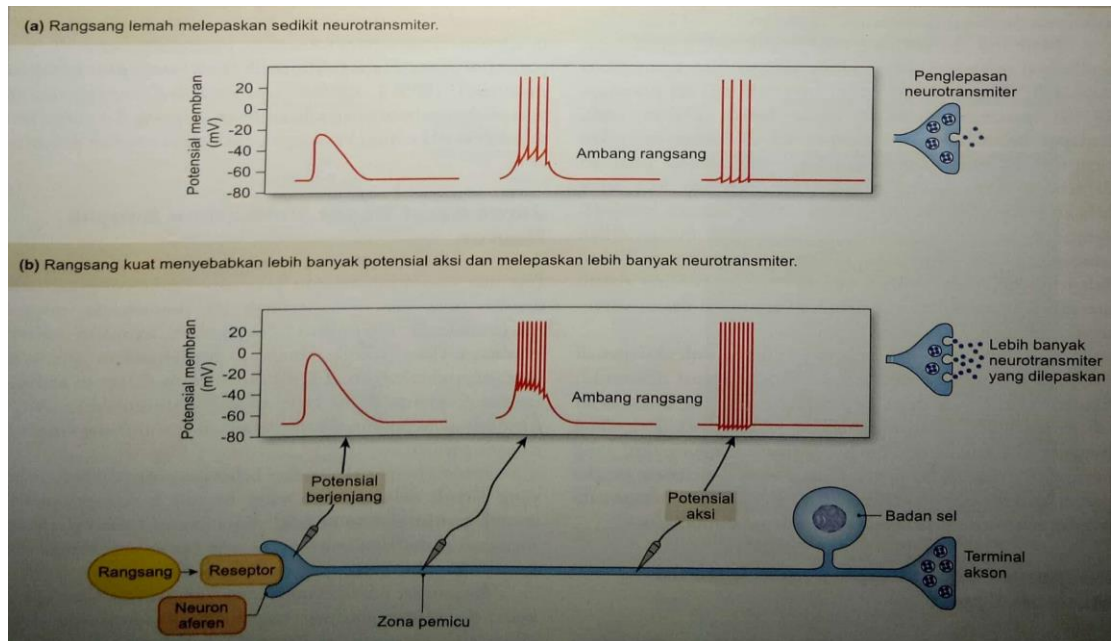 (a) Rangsang lemah melepaskan sedikit neurotransmiter.
Potensial membran
(mV)
20
0
-20
-40
-60
-80
Ambang rangsang
Penglepasan
neurotransmiter
(b) Rangsang kuat menyebabkan lebih banyak potensial aksi dan melepaskan lebih banyak neurotransmiter.
Potensial membran
(mV)
20
0
-20
-40
-60
-80
Ambang rangsang
Lebih banyak
neurotransmiter
yang dilepaskan
Potensial
berjenjang
Potensial
aksi
Badan sel
Rangsang
Reseptor
Terminal
akson
Neuron
aferen
Zona pemicu